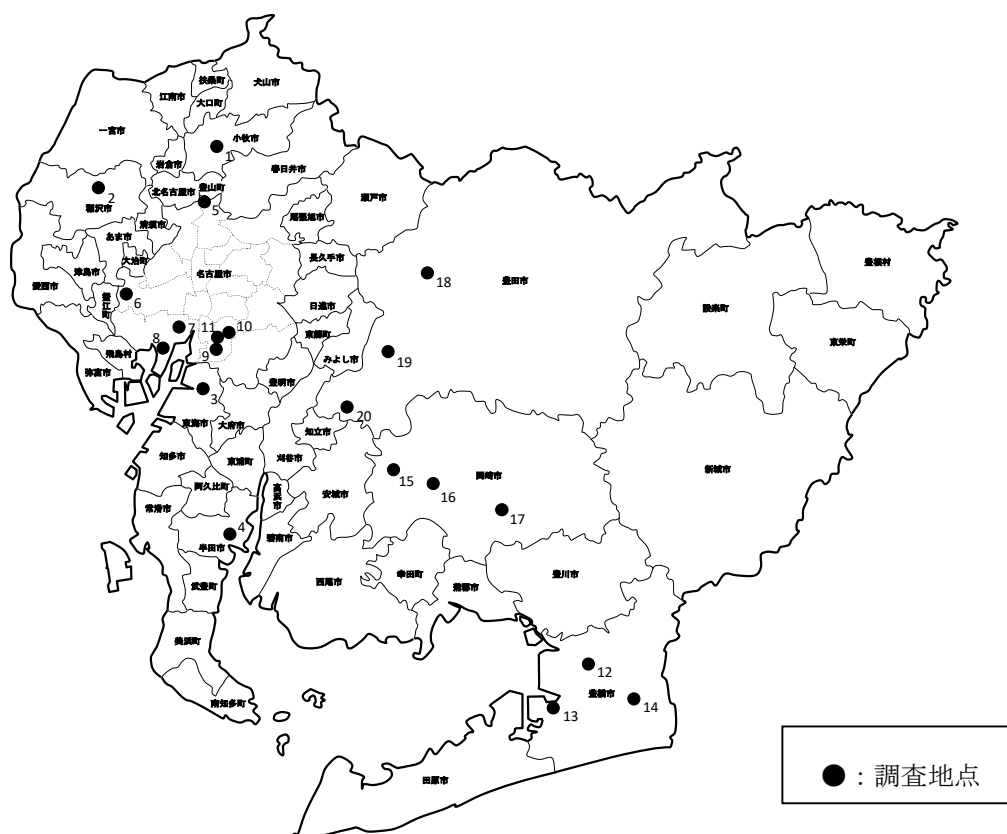 扶桑町
犬山市
江南市
大口町
一宮市
小牧市
1
岩倉市
春日井市
北名古屋市
豊山町
瀬戸市
2
稲沢市
5
清須市
尾張旭市
あま市
大治町
長久手市
豊根村
津島市
名古屋市
18
豊田市
愛西市
蟹江町
6
日進市
設楽町
7
11
10
東郷町
東栄町
8
9
飛島村
みよし市
19
弥富市
豊明市
3
20
東海市
大府市
知立市
知多市
東浦町
刈谷市
15
岡崎市
新城市
阿久比町
高浜市
安城市
16
常滑市
17
4
碧南市
半田市
西尾市
幸田町
豊川市
武豊町
蒲郡市
美浜町
12
豊橋市
14
南知多町
13
田原市
●：調査地点